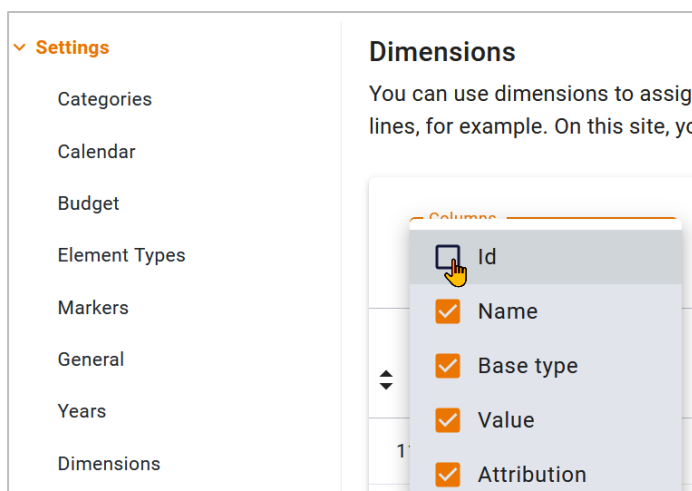 Settings
Categories
Calendar
Budget
Element Types
Markers
General
Years
Dimensions
Dimensions
You can use dimensions to assig
lines, for example. On this site, yo
Columns
Id
Name
Base type
Value
Attribution